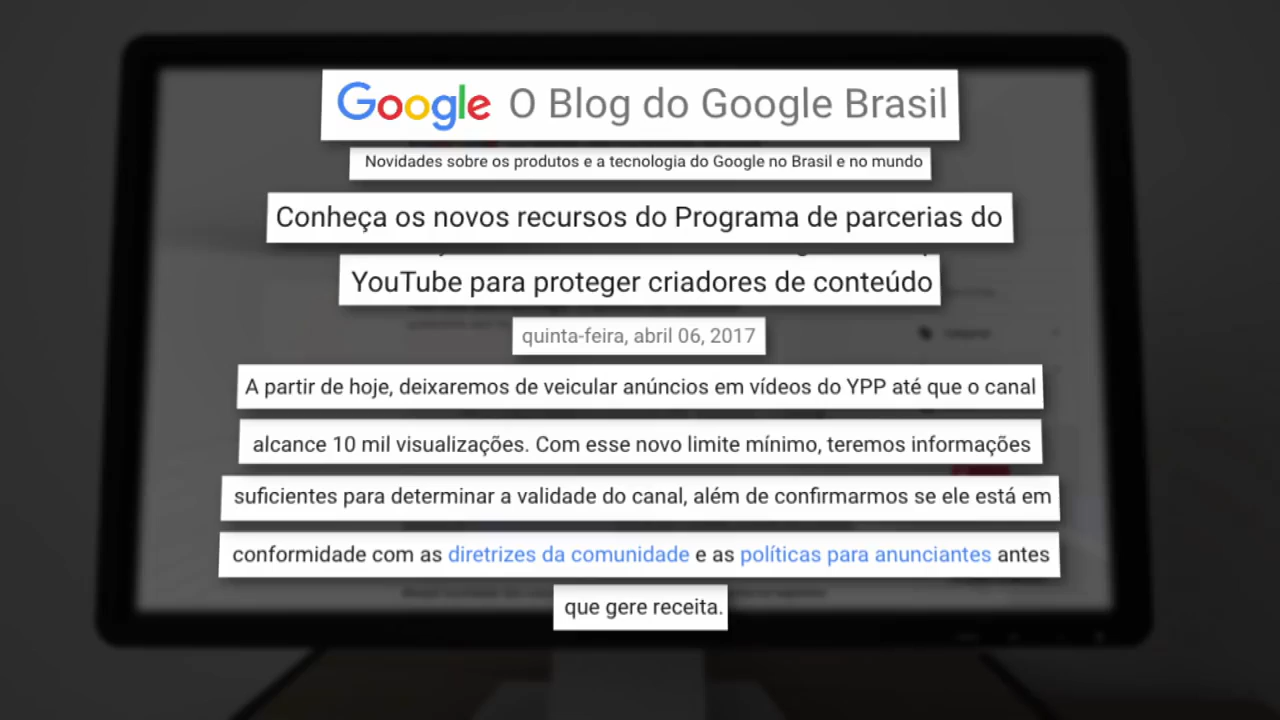 Google O Blog do Google Brasil
Novidades sobre os produtos e a tecnologia do Google no Brasil e no mundo
Conheça os novos recursos do Programa de parcerias do
YouTube para proteger criadores de conteúdo
quinta-feira, abril 06, 2017
A partir de hoje, deixaremos de veicular anúncios em vídeos do YPP até que o canal
alcance 10 mil visualizações. Com esse novo limite mínimo, teremos informações
suficientes para determinar a validade do canal, além de confirmarmos se ele está em
conformidade com as diretrizes da comunidade e as políticas para anunciantes antes
que gere receita.